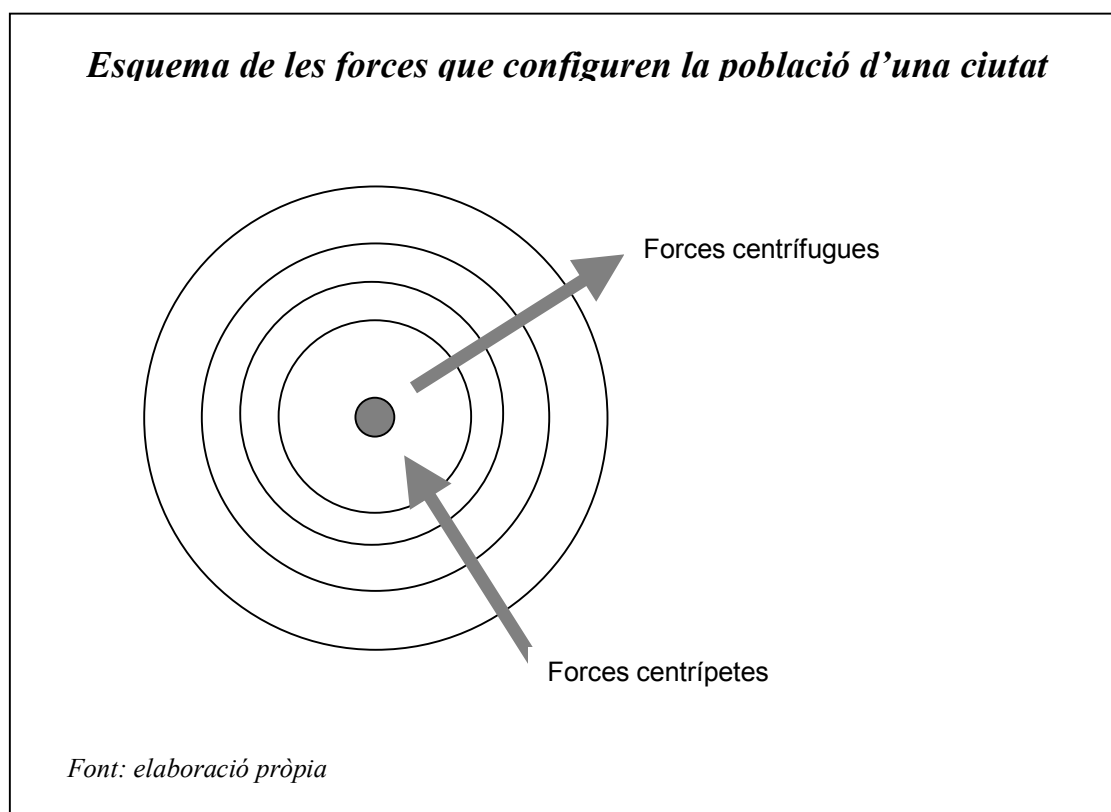 Esquema de les forces que configuren la població d’una ciutat
Forces centrífugues
Forces centrípetes
Font: elaboració pròpia